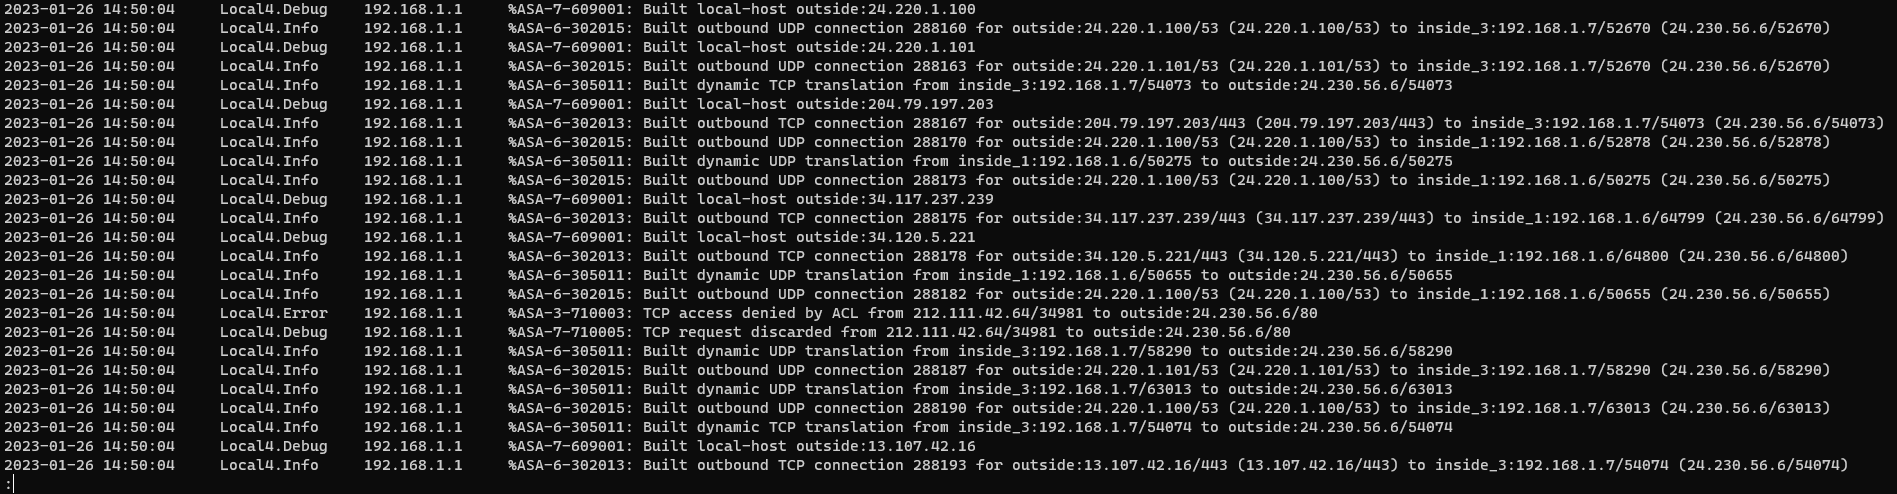 2023-01-26 14:50:04     Local4.Debug    192.168.1.1     %ASA-7-609001: Built local-host outside:24.220.1.100
2023-01-26 14:50:04     Local4.Info     192.168.1.1     %ASA-6-302015: Built outbound UDP connection 288160 for outside:24.220.1.100/53 (24.220.1.100/53) to inside_3:192.168.1.7/52670 (24.230.56.6/52670)
2023-01-26 14:50:04     Local4.Debug    192.168.1.1     %ASA-7-609001: Built local-host outside:24.220.1.101
2023-01-26 14:50:04     Local4.Info     192.168.1.1     %ASA-6-302015: Built outbound UDP connection 288163 for outside:24.220.1.101/53 (24.220.1.101/53) to inside_3:192.168.1.7/52670 (24.230.56.6/52670)
2023-01-26 14:50:04     Local4.Info     192.168.1.1     %ASA-6-305011: Built dynamic TCP translation from inside_3:192.168.1.7/54073 to outside:24.230.56.6/54073
2023-01-26 14:50:04     Local4.Debug    192.168.1.1     %ASA-7-609001: Built local-host outside:204.79.197.203
2023-01-26 14:50:04     Local4.Info     192.168.1.1     %ASA-6-302013: Built outbound TCP connection 288167 for outside:204.79.197.203/443 (204.79.197.203/443) to inside_3:192.168.1.7/54073 (24.230.56.6/54073)
2023-01-26 14:50:04     Local4.Info     192.168.1.1     %ASA-6-302015: Built outbound UDP connection 288170 for outside:24.220.1.100/53 (24.220.1.100/53) to inside_1:192.168.1.6/52878 (24.230.56.6/52878)
2023-01-26 14:50:04     Local4.Info     192.168.1.1     %ASA-6-305011: Built dynamic UDP translation from inside_1:192.168.1.6/50275 to outside:24.230.56.6/50275
2023-01-26 14:50:04     Local4.Info     192.168.1.1     %ASA-6-302015: Built outbound UDP connection 288173 for outside:24.220.1.100/53 (24.220.1.100/53) to inside_1:192.168.1.6/50275 (24.230.56.6/50275)
2023-01-26 14:50:04     Local4.Debug    192.168.1.1     %ASA-7-609001: Built local-host outside:34.117.237.239
2023-01-26 14:50:04     Local4.Info     192.168.1.1     %ASA-6-302013: Built outbound TCP connection 288175 for outside:34.117.237.239/443 (34.117.237.239/443) to inside_1:192.168.1.6/64799 (24.230.56.6/64799)
2023-01-26 14:50:04     Local4.Debug    192.168.1.1     %ASA-7-609001: Built local-host outside:34.120.5.221
2023-01-26 14:50:04     Local4.Info     192.168.1.1     %ASA-6-302013: Built outbound TCP connection 288178 for outside:34.120.5.221/443 (34.120.5.221/443) to inside_1:192.168.1.6/64800 (24.230.56.6/64800)
2023-01-26 14:50:04     Local4.Info     192.168.1.1     %ASA-6-305011: Built dynamic UDP translation from inside_1:192.168.1.6/50655 to outside:24.230.56.6/50655
2023-01-26 14:50:04     Local4.Info     192.168.1.1     %ASA-6-302015: Built outbound UDP connection 288182 for outside:24.220.1.100/53 (24.220.1.100/53) to inside_1:192.168.1.6/50655 (24.230.56.6/50655)
2023-01-26 14:50:04     Local4.Error    192.168.1.1     %ASA-3-710003: TCP access denied by ACL from 212.111.42.64/34981 to outside:24.230.56.6/80
2023-01-26 14:50:04     Local4.Debug    192.168.1.1     %ASA-7-710005: TCP request discarded from 212.111.42.64/34981 to outside:24.230.56.6/80
2023-01-26 14:50:04     Local4.Info     192.168.1.1     %ASA-6-305011: Built dynamic UDP translation from inside_3:192.168.1.7/58290 to outside:24.230.56.6/58290
2023-01-26 14:50:04     Local4.Info     192.168.1.1     %ASA-6-302015: Built outbound UDP connection 288187 for outside:24.220.1.101/53 (24.220.1.101/53) to inside_3:192.168.1.7/58290 (24.230.56.6/58290)
2023-01-26 14:50:04     Local4.Info     192.168.1.1     %ASA-6-305011: Built dynamic UDP translation from inside_3:192.168.1.7/63013 to outside:24.230.56.6/63013
2023-01-26 14:50:04     Local4.Info     192.168.1.1     %ASA-6-302015: Built outbound UDP connection 288190 for outside:24.220.1.100/53 (24.220.1.100/53) to inside_3:192.168.1.7/63013 (24.230.56.6/63013)
2023-01-26 14:50:04     Local4.Info     192.168.1.1     %ASA-6-305011: Built dynamic TCP translation from inside_3:192.168.1.7/54074 to outside:24.230.56.6/54074
2023-01-26 14:50:04     Local4.Debug    192.168.1.1     %ASA-7-609001: Built local-host outside:13.107.42.16
2023-01-26 14:50:04     Local4.Info     192.168.1.1     %ASA-6-302013: Built outbound TCP connection 288193 for outside:13.107.42.16/443 (13.107.42.16/443) to inside_3:192.168.1.7/54074 (24.230.56.6/54074)
: